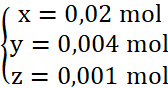 x = 0,02 mol
y = 0,004 mol
z = 0,001 mol